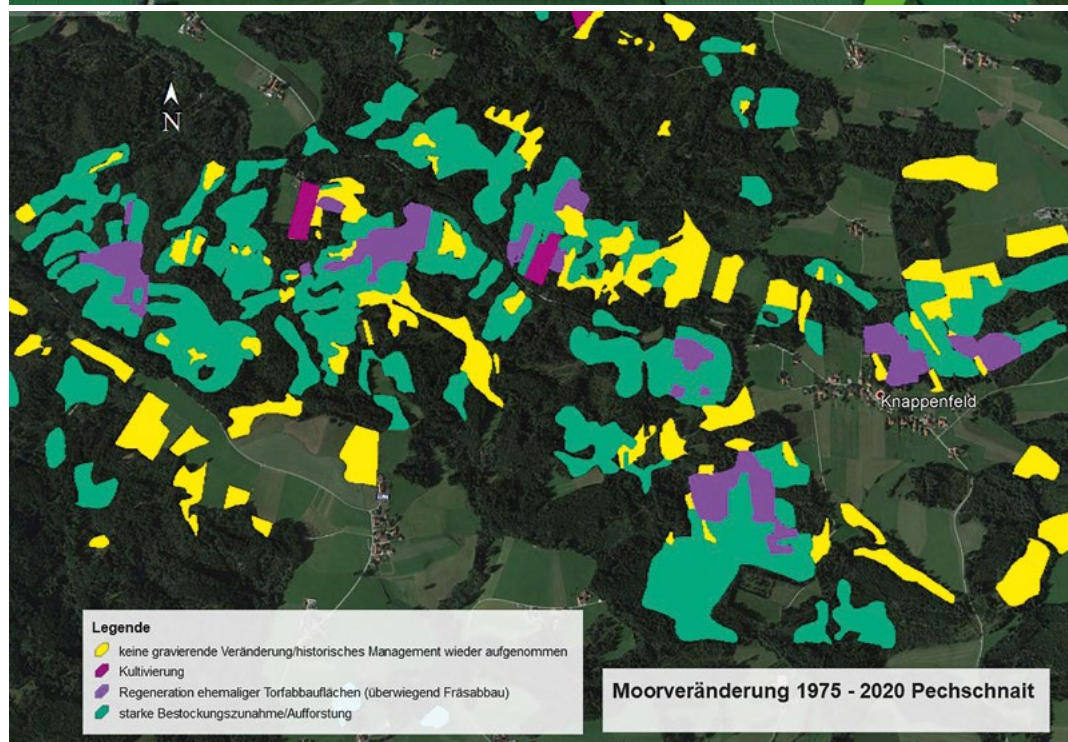 N
Knappenfeld
Legende
keine gravierende Veränderung/historisches Management wieder aufgenommen
Kultivierung
Regeneration ehemaliger Torfabbauflächen (überwiegend Fräsabbau)
starke Bestockungszunahme/Aufforstung
Moorveränderung 1975 - 2020 Pechschnait